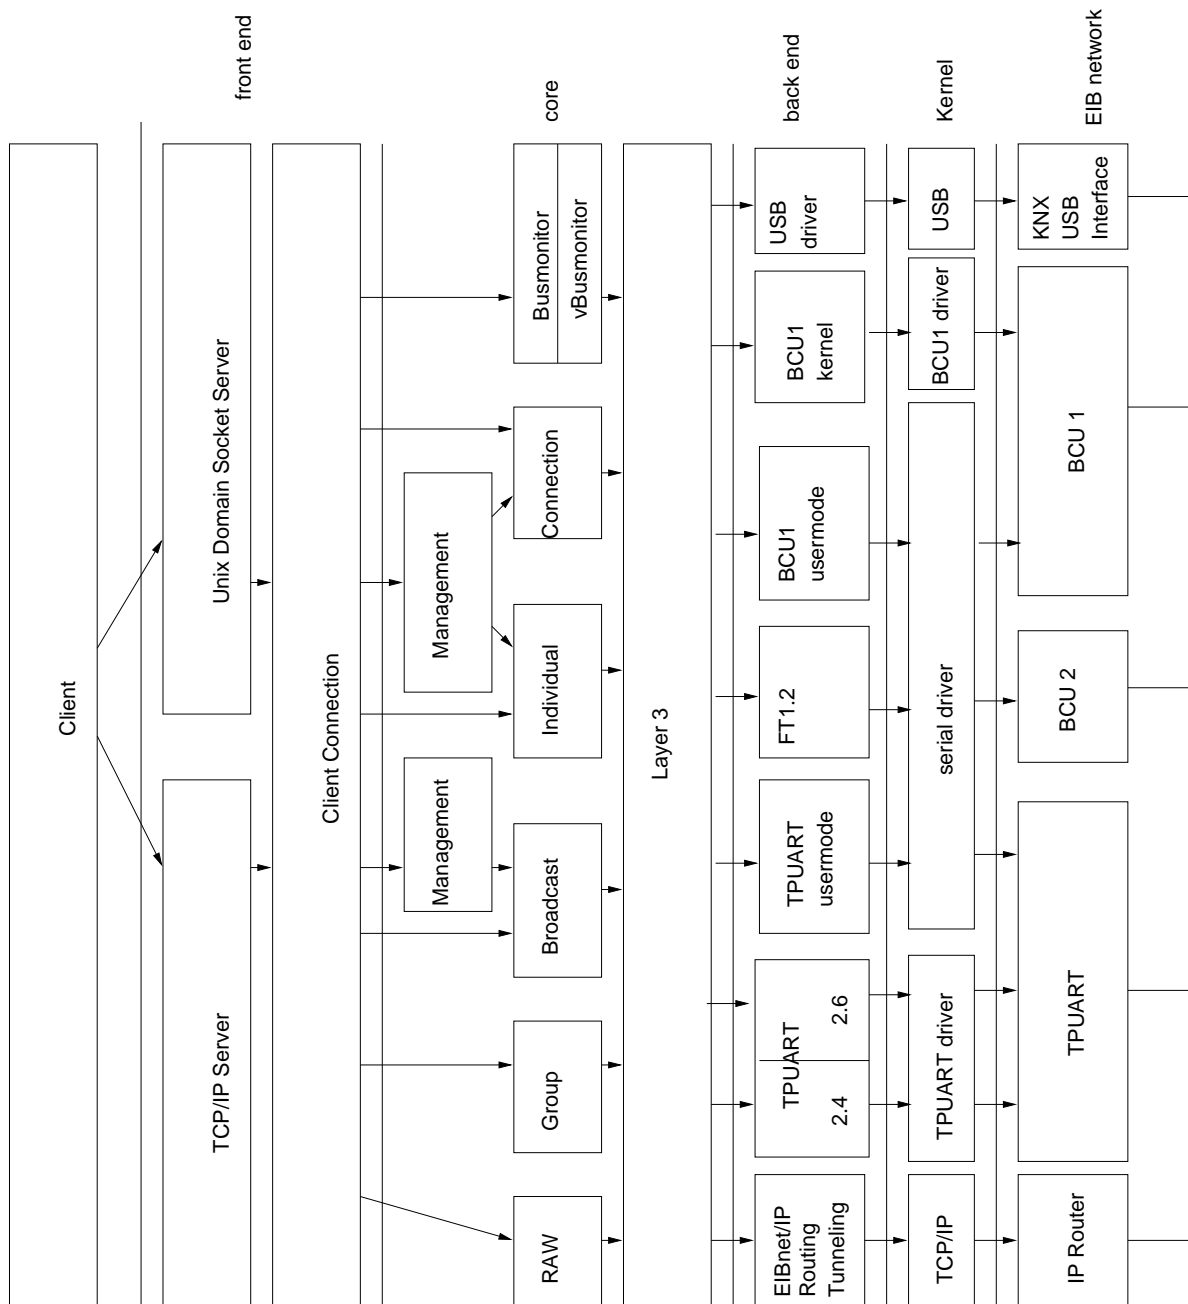 Client
front end
TCP/IP Server
Unix Domain Socket Server
Client Connection
Management
Management
core
RAW
Group
Broadcast
Individual
Connection
Busmonitor
vBusmonitor
Layer 3
back end
EIBnet/IP
Routing
Tunneling
TPUART
2.4
2.6
TPUART
usermode
FT1.2
BCU1
usermode
BCU1
kernel
USB
driver
Kernel
TCP/IP
TPUART driver
serial driver
BCU1 driver
USB
EIB network
IP Router
TPUART
BCU 2
BCU 1
KNX
USB
Interface